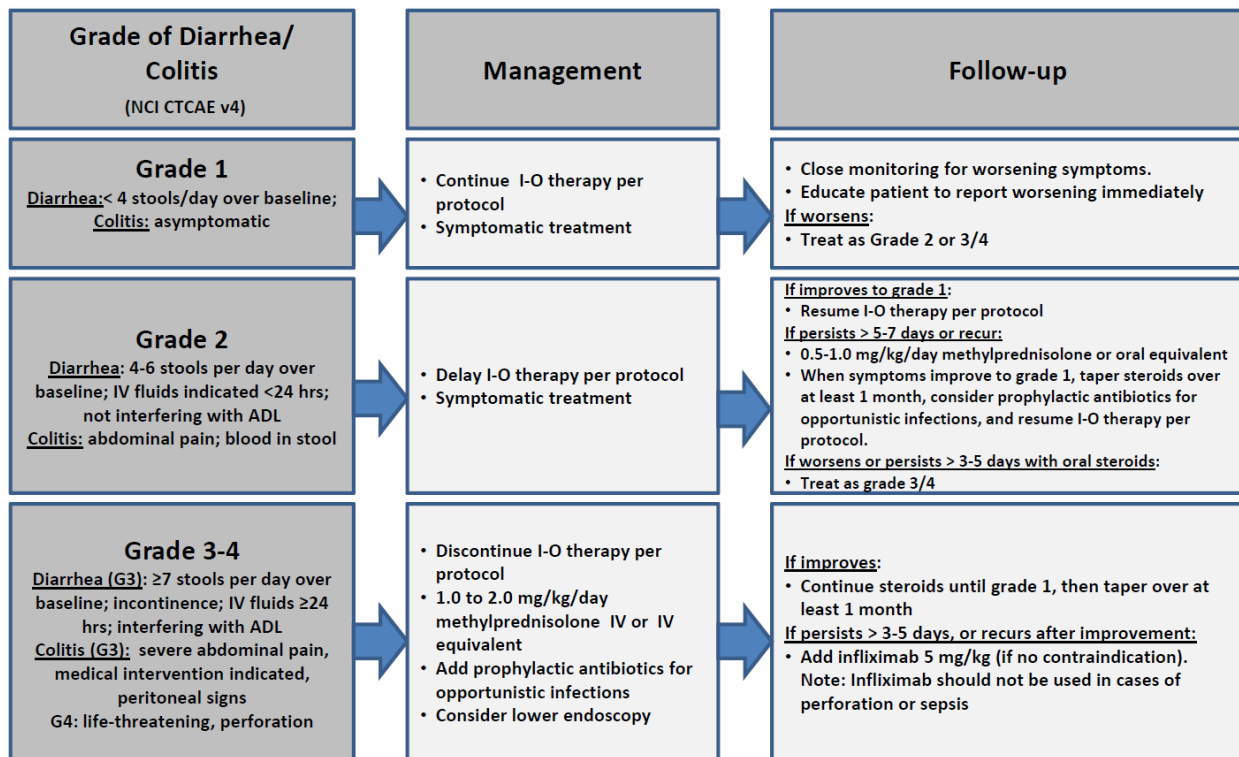 Grade of Diarrhea/
Colitis
(NCI CTCAE v4)
Management
Follow-up
Grade 1
Diarrhea:< 4 stools/day over baseline;
Colitis: asymptomatic
• Continue I-O therapy per
protocol
• Symptomatic treatment
• Close monitoring for worsening symptoms.
• Educate patient to report worsening immediately
If worsens:
• Treat as Grade 2 or 3/4
Grade 2
Diarrhea: 4-6 stools per day over
baseline; IV fluids indicated <24 hrs;
not interfering with ADL
Colitis: abdominal pain; blood in stool
• Delay I-O therapy per protocol
• Symptomatic treatment
If improves to grade 1:
• Resume I-O therapy per protocol
If persists > 5-7 days or recur:
• 0.5-1.0 mg/kg/day methylprednisolone or oral equivalent
• When symptoms improve to grade 1, taper steroids over
at least 1 month, consider prophylactic antibiotics for
opportunistic infections, and resume I-O therapy per
protocol.
If worsens or persists > 3-5 days with oral steroids:
• Treat as grade 3/4
Grade 3-4
Diarrhea (G3): ≥7 stools per day over
baseline; incontinence; IV fluids ≥24
hrs; interfering with ADL
Colitis (G3): severe abdominal pain,
medical intervention indicated,
peritoneal signs
G4: life-threatening, perforation
• Discontinue I-O therapy per
protocol
• 1.0 to 2.0 mg/kg/day
methylprednisolone IV or IV
equivalent
• Add prophylactic antibiotics for
opportunistic infections
• Consider lower endoscopy
If improves:
• Continue steroids until grade 1, then taper over at
least 1 month
If persists > 3-5 days, or recurs after improvement:
• Add infliximab 5 mg/kg (if no contraindication).
Note: Infliximab should not be used in cases of
perforation or sepsis